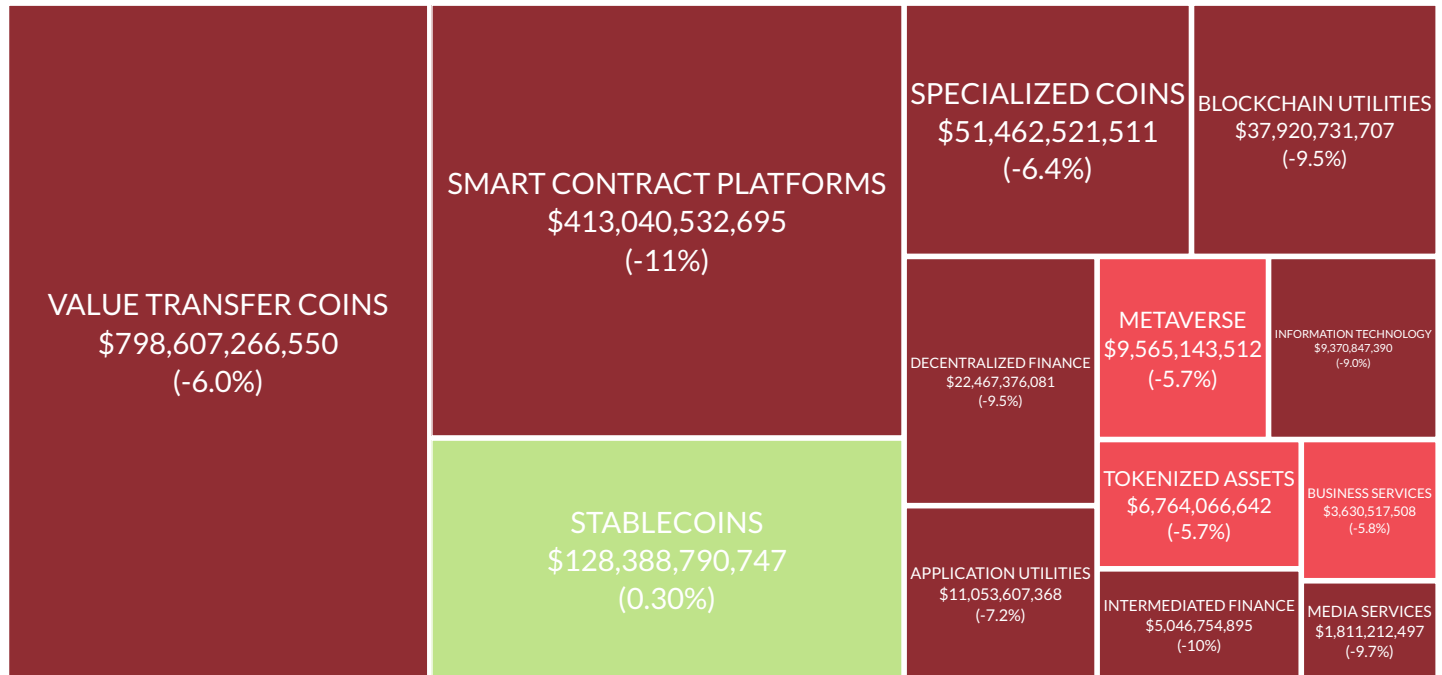 VALUE TRANSFER COINS
$798,607,266,550
(-6.0%)
SMART CONTRACT PLATFORMS
$413,040,532,695
(-11%)
STABLECOINS
$128,388,790,747
(0.30%)
SPECIALIZED COINS
$51,462,521,511
(-6.4%)
BLOCKCHAIN UTILITIES
$37,920,731,707
(-9.5%)
DECENTRALIZED FINANCE
$22,467,376,081
(-9.5%)
METAVERSE
$9,565,143,512
(-5.7%)
INFORMATION TECHNOLOGY
$9,370,847,390
(-9.0%)
APPLICATION UTILITIES
$11,053,607,368
(-7.2%)
TOKENIZED ASSETS
$6,764,066,642
(-5.7%)
BUSINESS SERVICES
$3,630,517,508
(-5.8%)
INTERMEDIATED FINANCE
$5,046,754,895
(-10%)
MEDIA SERVICES
$1,811,212,497
(-9.7%)